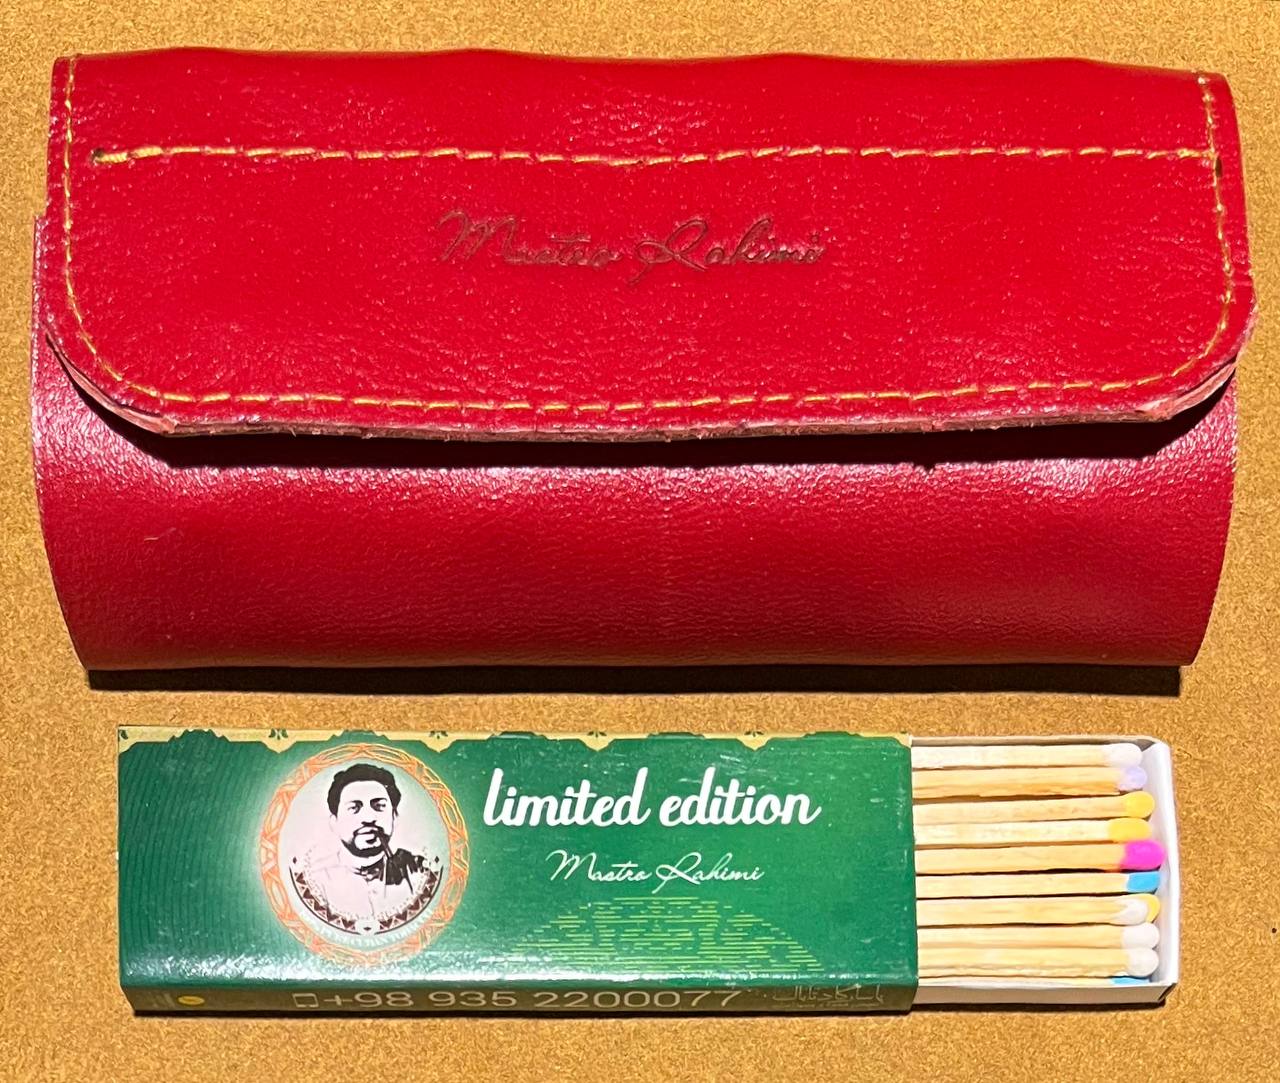 Mastro Rahimi
limited edition
Mastro Rahimi
+98 935 2200077